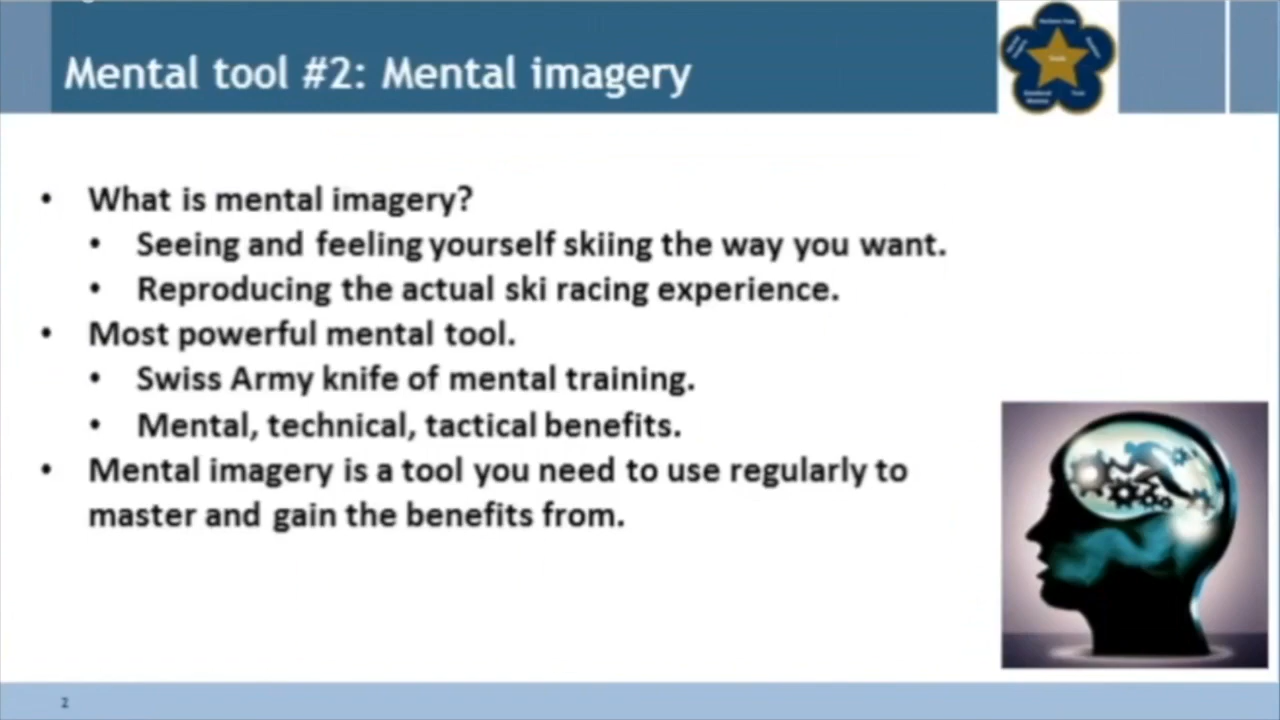 Mental tool #2: Mental imagery
• What is mental imagery?
• Seeing and feeling yourself skiing the way you want.
• Reproducing the actual ski racing experience.
• Most powerful mental tool.
• Swiss Army knife of mental training.
• Mental, technical, tactical benefits.
• Mental imagery is a tool you need to use regularly to
master and gain the benefits from.
2